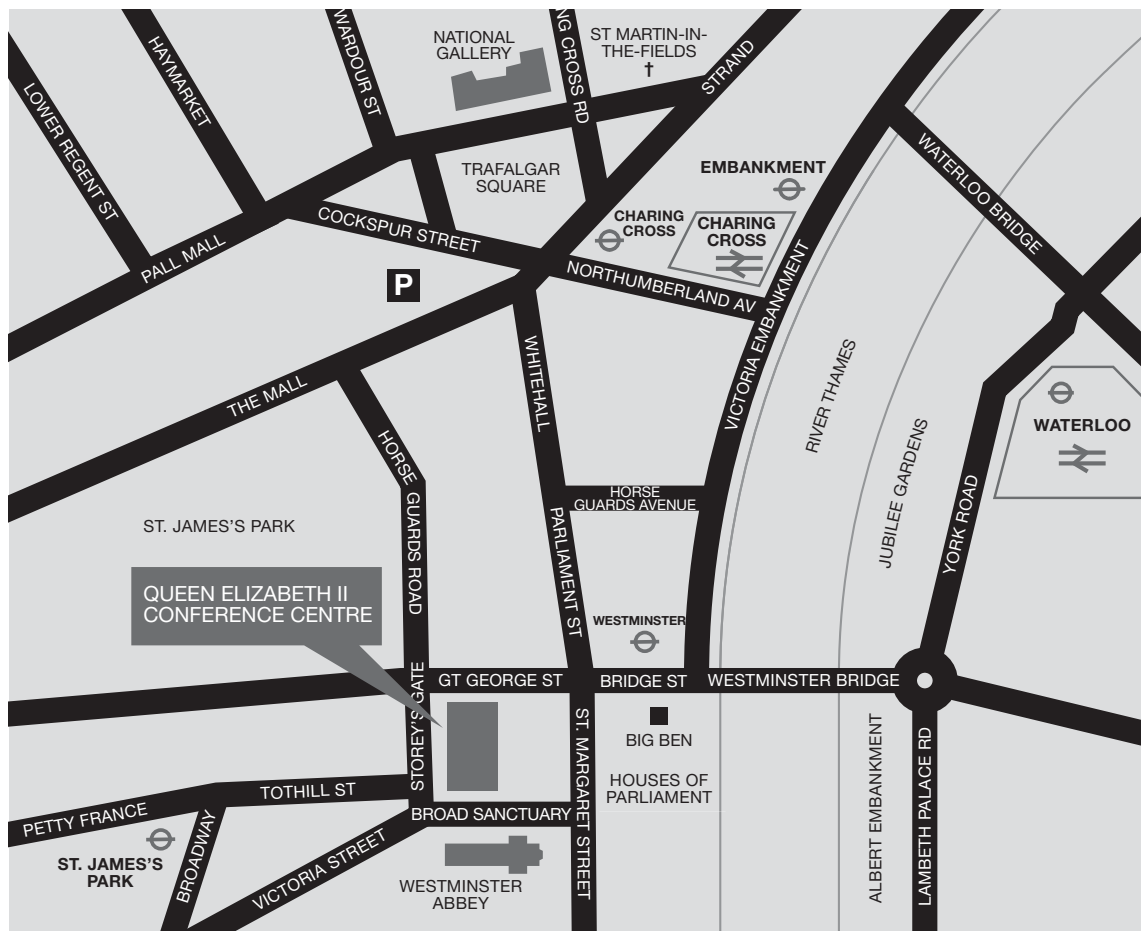 NATIONAL
GALLERY
ST MARTIN-IN-
THE-FIELDS
†
WARDOUR ST
HAYMARKET
LOWER REGENT ST
NG CROSS RD
STRAND
TRAFALGAR
SQUARE
EMBANKMENT
CHARING
CROSS
CHARING
CROSS
WATERLOO BRIDGE
COCKSPUR STREET
PALL MALL
P
NORTHUMBERLAND AV
VICTORIA EMBANKMENT
RIVER THAMES
WHITEHALL
THE MALL
WATERLOO
JUBILEE GARDENS
HORSE
GUARDS ROAD
HORSE
GUARDS AVENUE
YORK ROAD
ST. JAMES'S PARK
PARLIAMENT ST
QUEEN ELIZABETH II
CONFERENCE CENTRE
WESTMINSTER
GT GEORGE ST
BRIDGE ST
WESTMINSTER BRIDGE
STOREY'S GATE
BIG BEN
ST. MARGARET STREET
HOUSES OF
PARLIAMENT
ALBERT EMBANKMENT
LAMBETH PALACE RD
TOTHILL ST
PETTY FRANCE
BROAD SANCTUARY
ST. JAMES'S
PARK
BROADWAY
VICTORIA STREET
WESTMINSTER
ABBEY